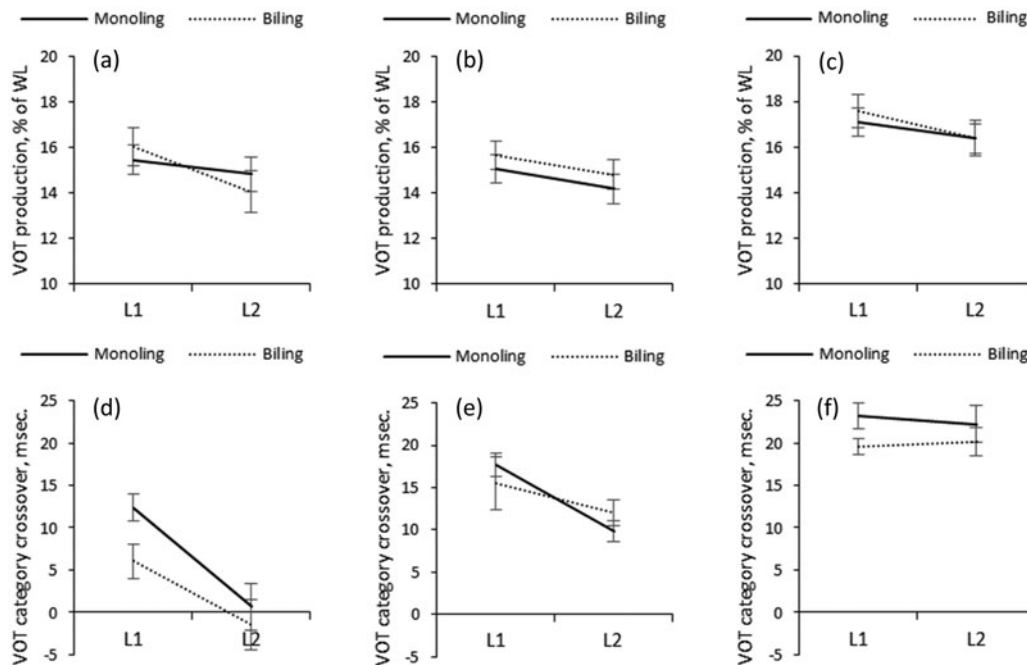 Monoling Biling
(a)
VOT production, % of WL
20
18
16
14
12
10
L1 L2
Monoling Biling
(b)
VOT production, % of WL
20
18
16
14
12
10
L1 L2
Monoling Biling
(c)
VOT production, % of WL
20
18
16
14
12
10
L1 L2
Monoling Biling
(d)
VOT category crossover, msec.
25
20
15
10
5
0
-5
L1 L2
Monoling Biling
(e)
VOT category crossover, msec.
25
20
15
10
5
0
-5
L1 L2
Monoling Biling
(f)
VOT category crossover, msec.
25
20
15
10
5
0
-5
L1 L2